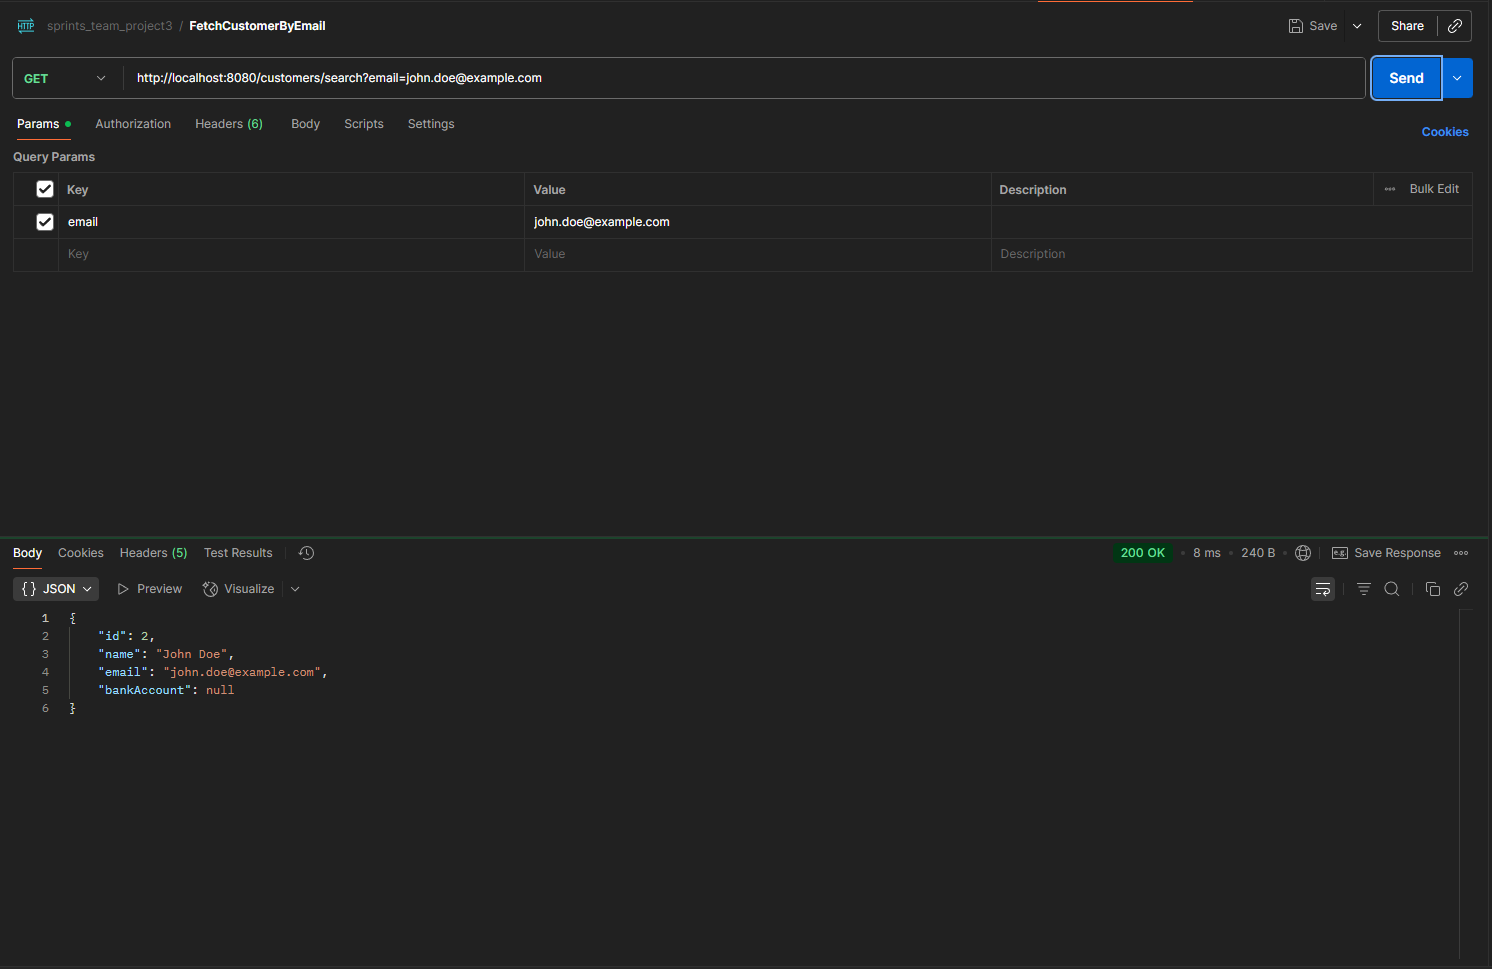 HTTP sprints_team_project3 / FetchCustomerByEmail Save Share
GET http://localhost:8080/customers/search?email=john.doe@example.com Send
Params Authorization Headers (6) Body Scripts Settings Cookies
Query Params
Key Value Description Bulk Edit
email john.doe@example.com
Key Value Description
Body Cookies Headers (5) Test Results 200 OK • 8 ms • 240 B • e.g. Save Response
{} JSON Preview Visualize
1 {
2 "id": 2,
3 "name": "John Doe",
4 "email": "john.doe@example.com",
5 "bankAccount": null
6 }